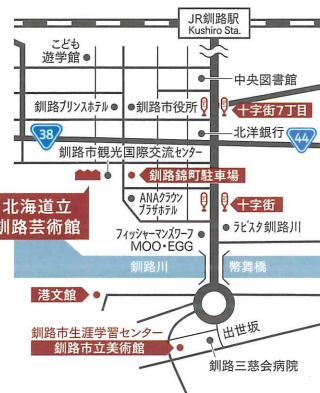 JR釧路駅
Kushiro Sta.
こども
遊学館
中央図書館
釧路プリンスホテル
釧路市役所
十字街7丁目
38
北洋銀行
44
釧路市観光国際交流センター
釧路錦町駐車場
北海道立
釧路芸術館
ANAクラウン
プラザホテル
十字街
フィッシャーマンズワーフ
MOO・EGG
ラビスタ釧路川
釧路川
幣舞橋
港文館
釧路市生涯学習センター
釧路市立美術館
出世坂
釧路三慈会病院